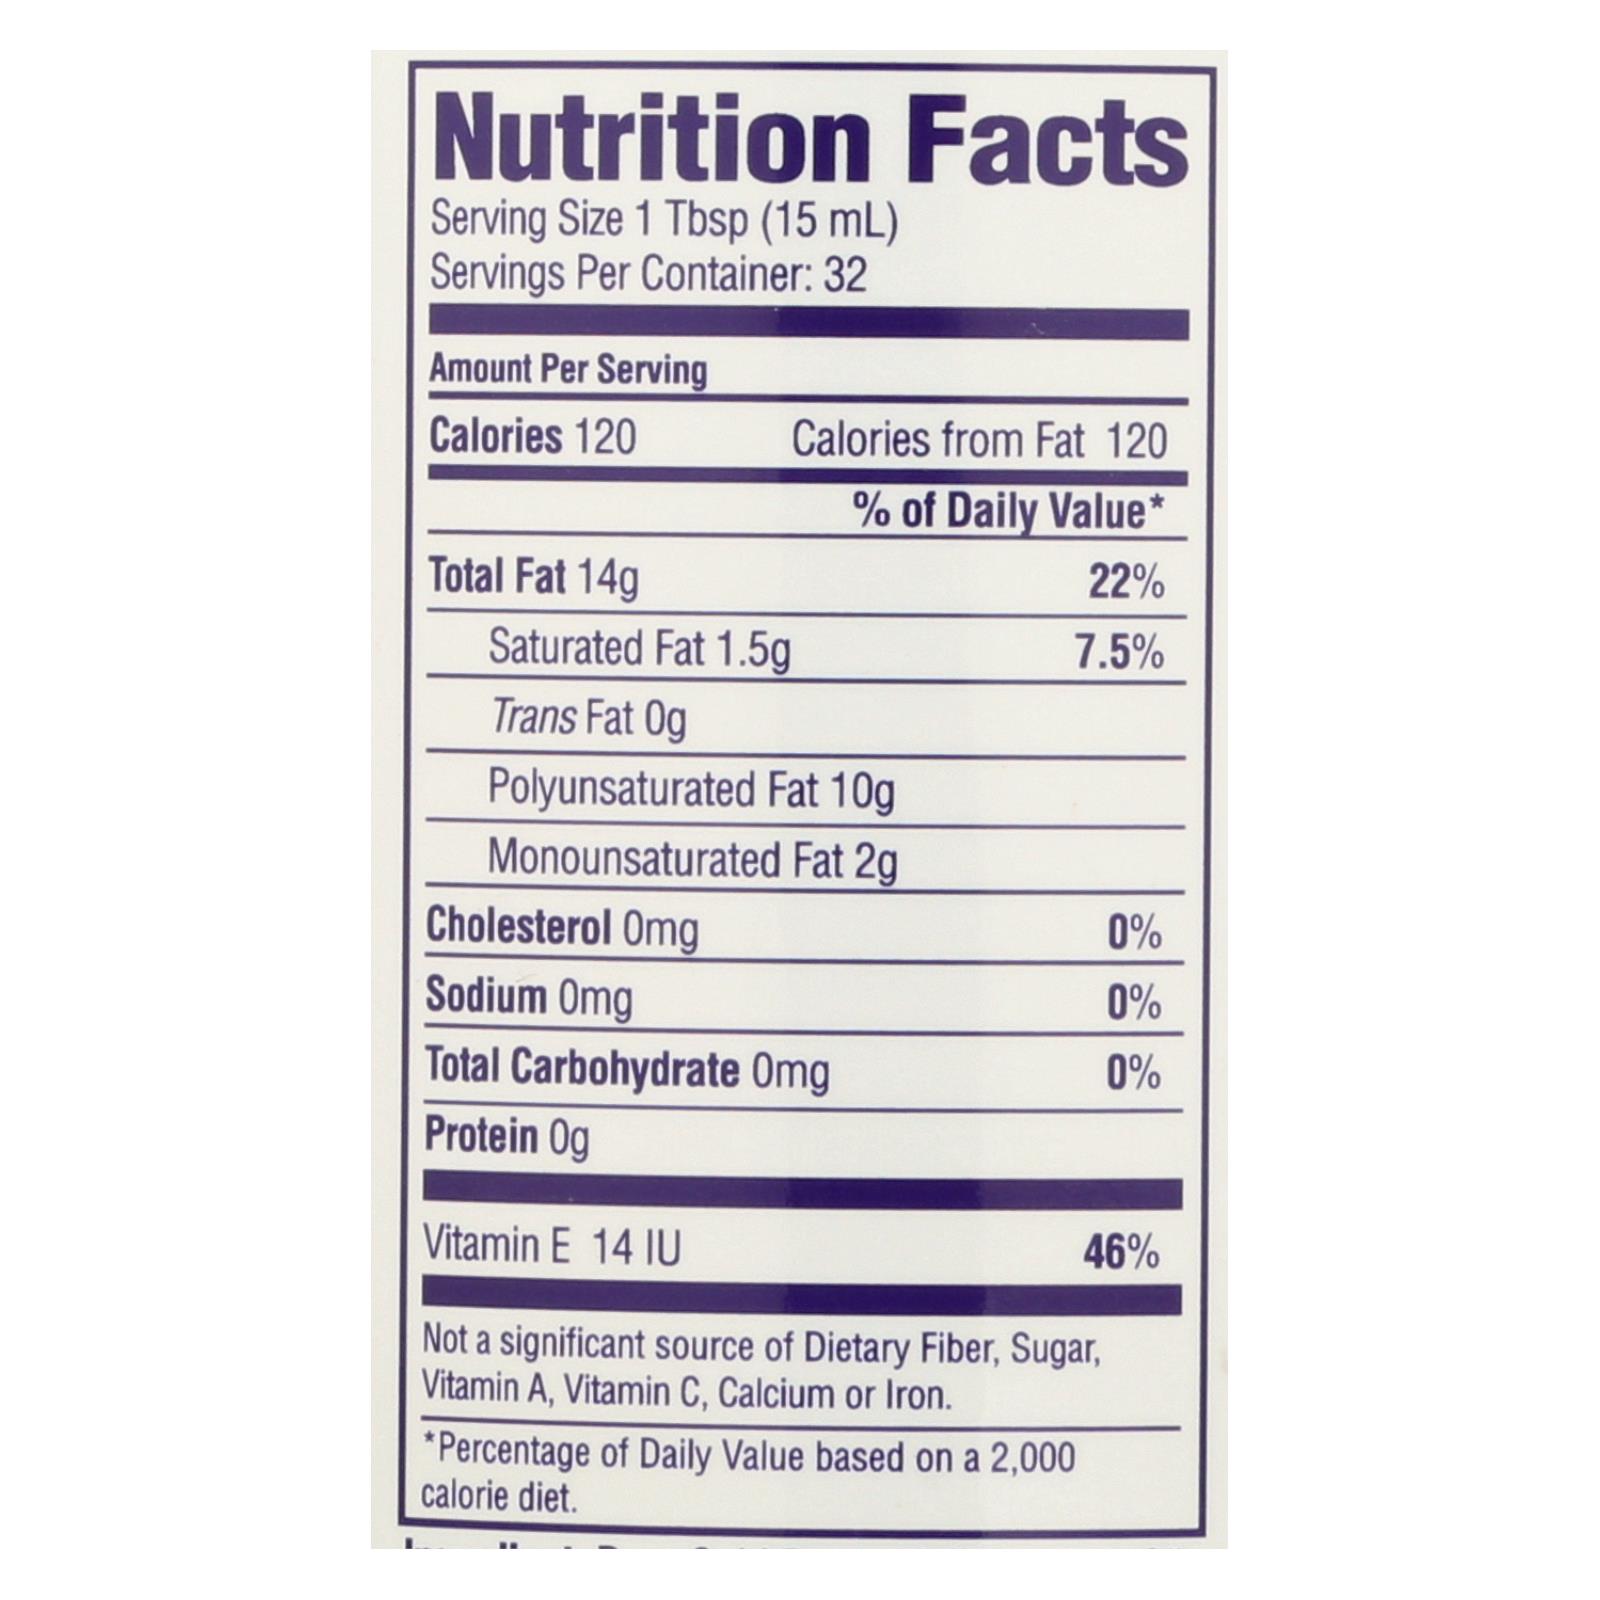 Nutrition Facts
Serving Size 1 Tbsp (15 mL)
Servings Per Container: 32
Amount Per Serving
Calories 120 Calories from Fat 120
% of Daily Value*
Total Fat 14g 22%
Saturated Fat 1.5g 7.5%
Trans Fat 0g
Polyunsaturated Fat 10g
Monounsaturated Fat 2g
Cholesterol 0mg 0%
Sodium 0mg 0%
Total Carbohydrate 0mg 0%
Protein 0g
Vitamin E 14 IU 46%
Not a significant source of Dietary Fiber, Sugar,
Vitamin A, Vitamin C, Calcium or Iron.
*Percentage of Daily Value based on a 2,000
calorie diet.